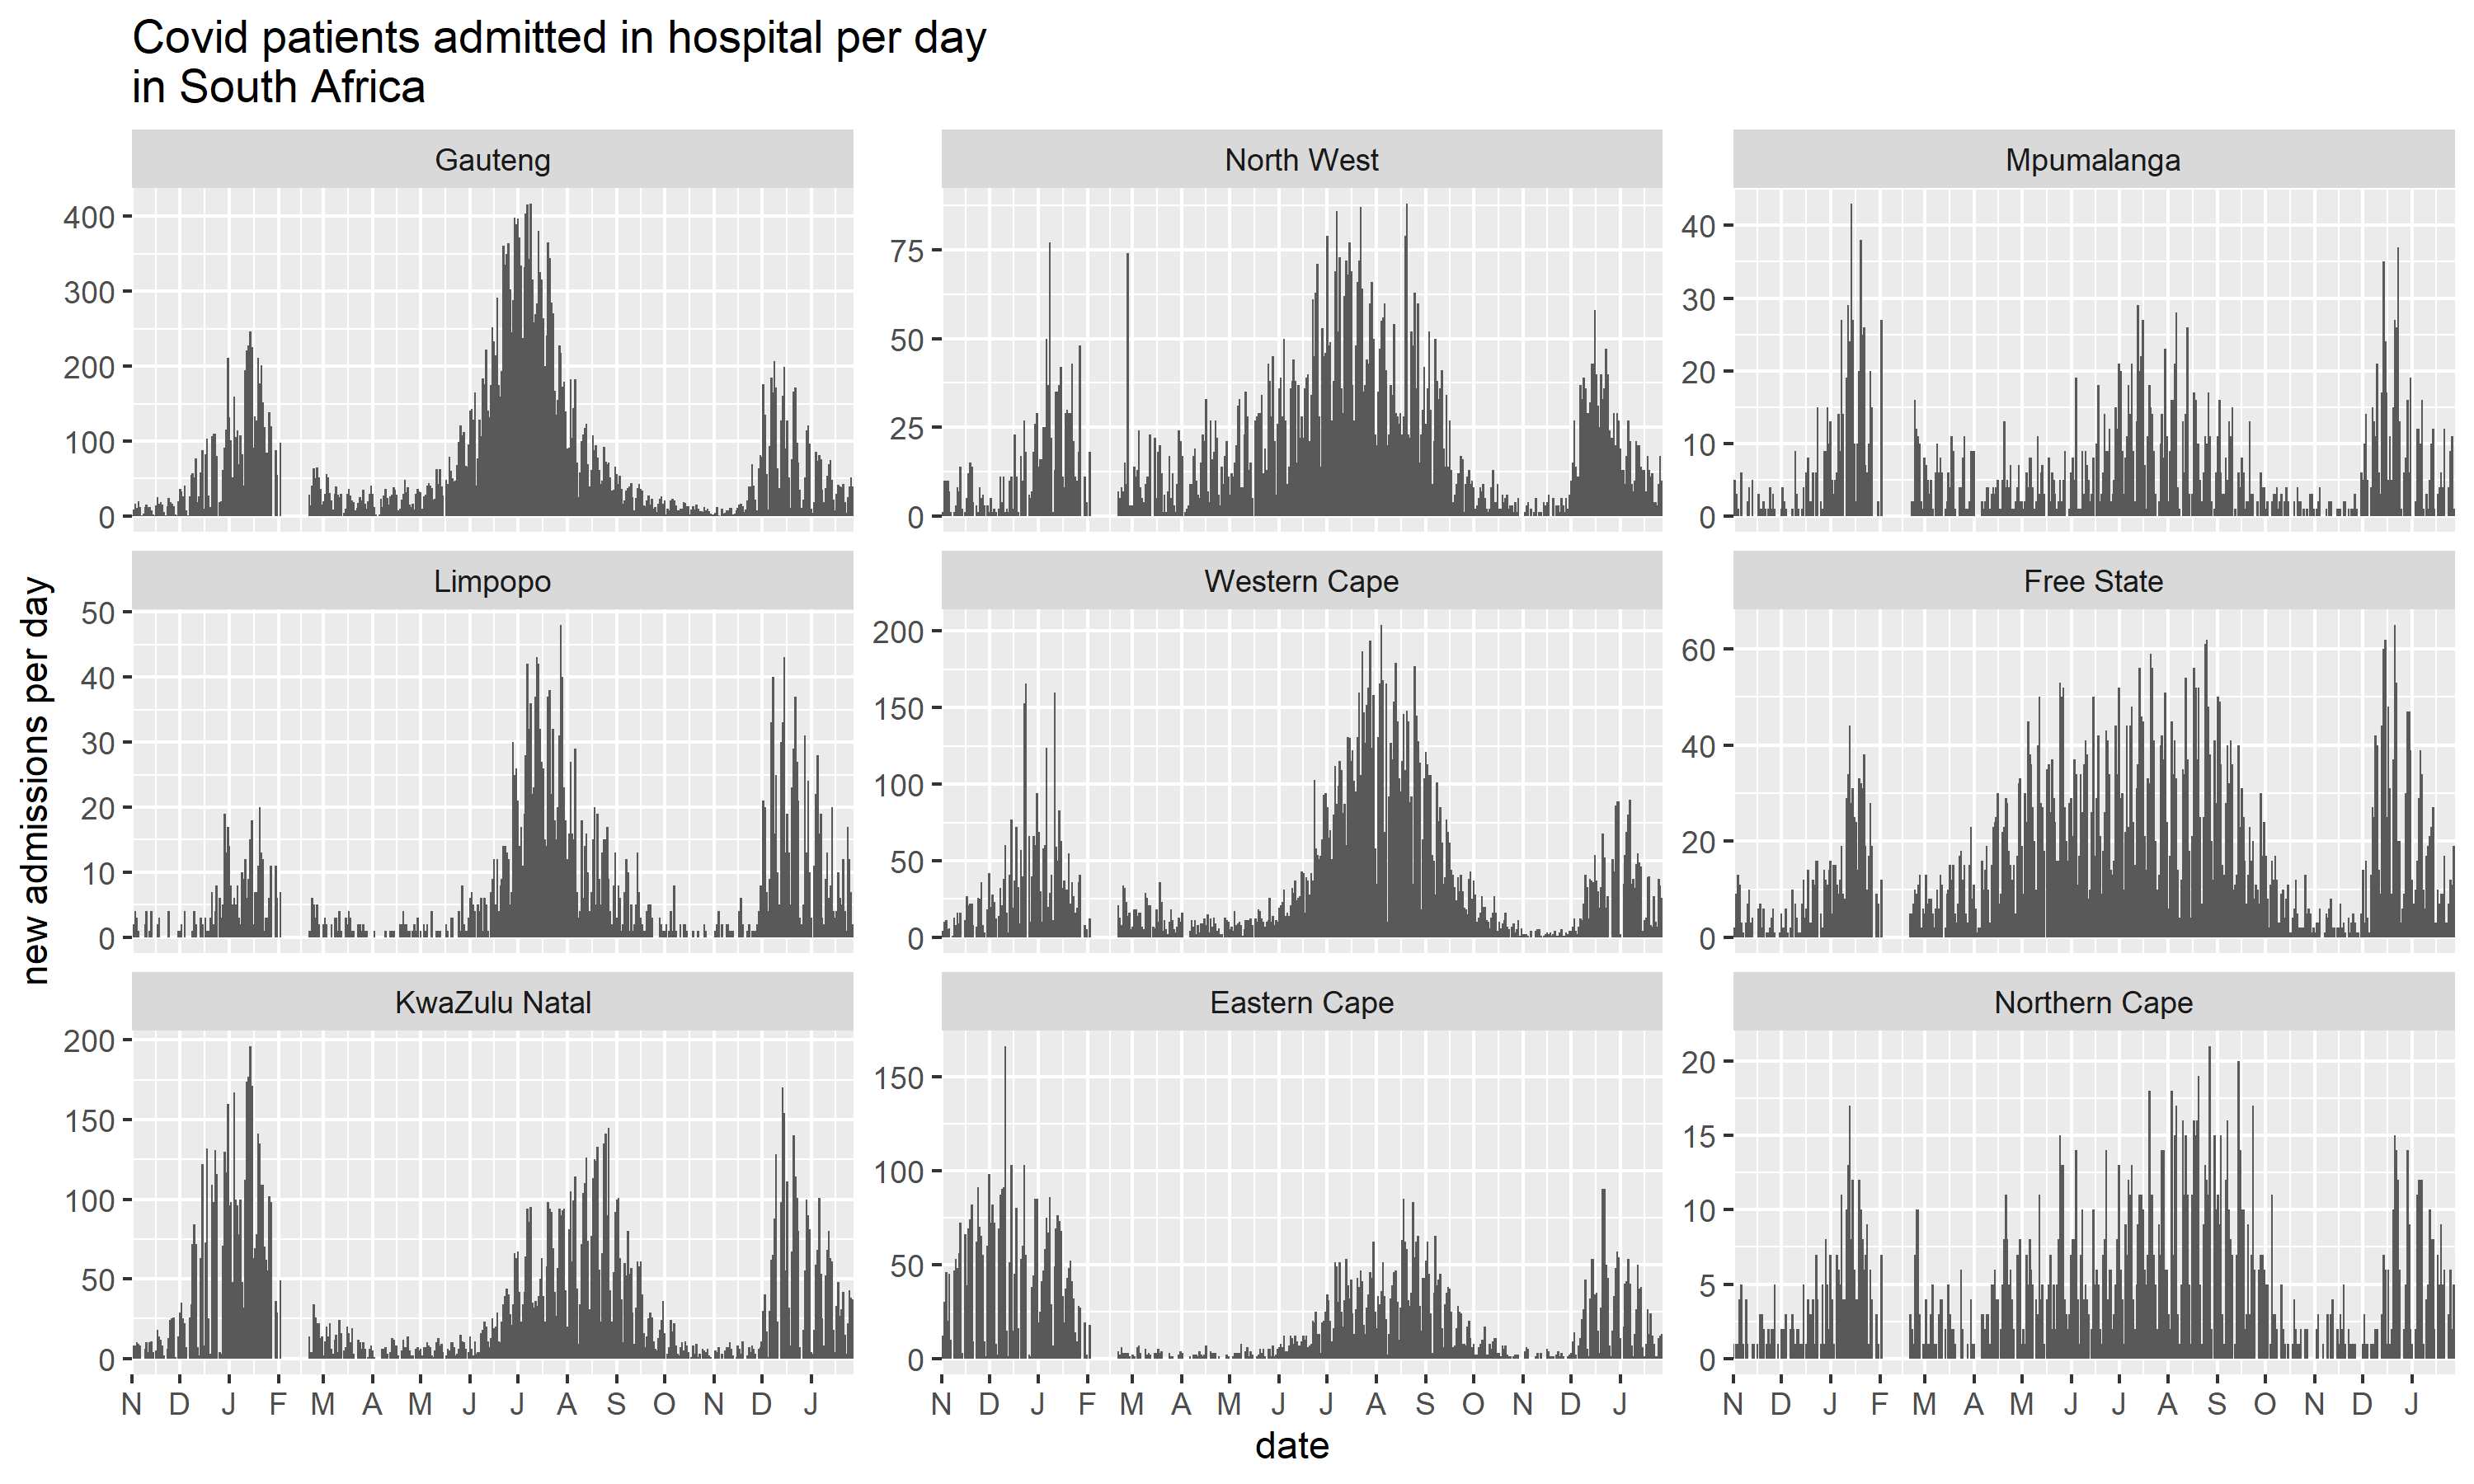 Covid patients admitted in hospital per day
in South Africa
Gauteng
North West
Mpumalanga
400
300
200
100
0
75
50
25
0
40
30
20
10
0
Limpopo
Western Cape
Free State
50
40
30
20
10
0
200
150
100
50
0
60
40
20
0
KwaZulu Natal
Eastern Cape
Northern Cape
200
150
100
50
0
150
100
50
0
20
15
10
5
0
N D J F M A M J J A S O N D J
N D J F M A M J J A S O N D J
N D J F M A M J J A S O N D J
new admissions per day
date